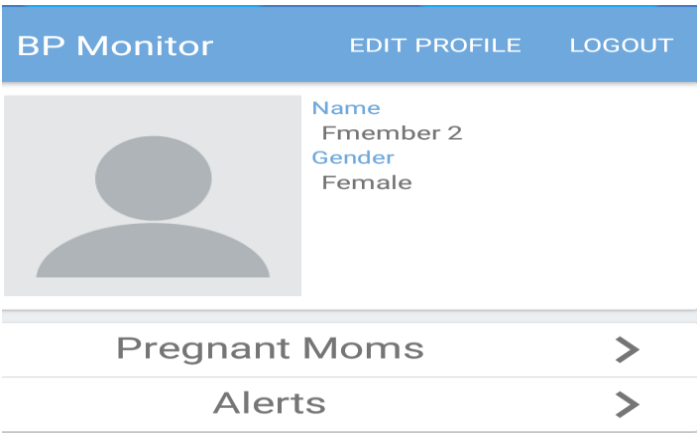 BP Monitor EDIT PROFILE LOGOUT
Name
Fmember 2
Gender
Female
Pregnant Moms >
Alerts >